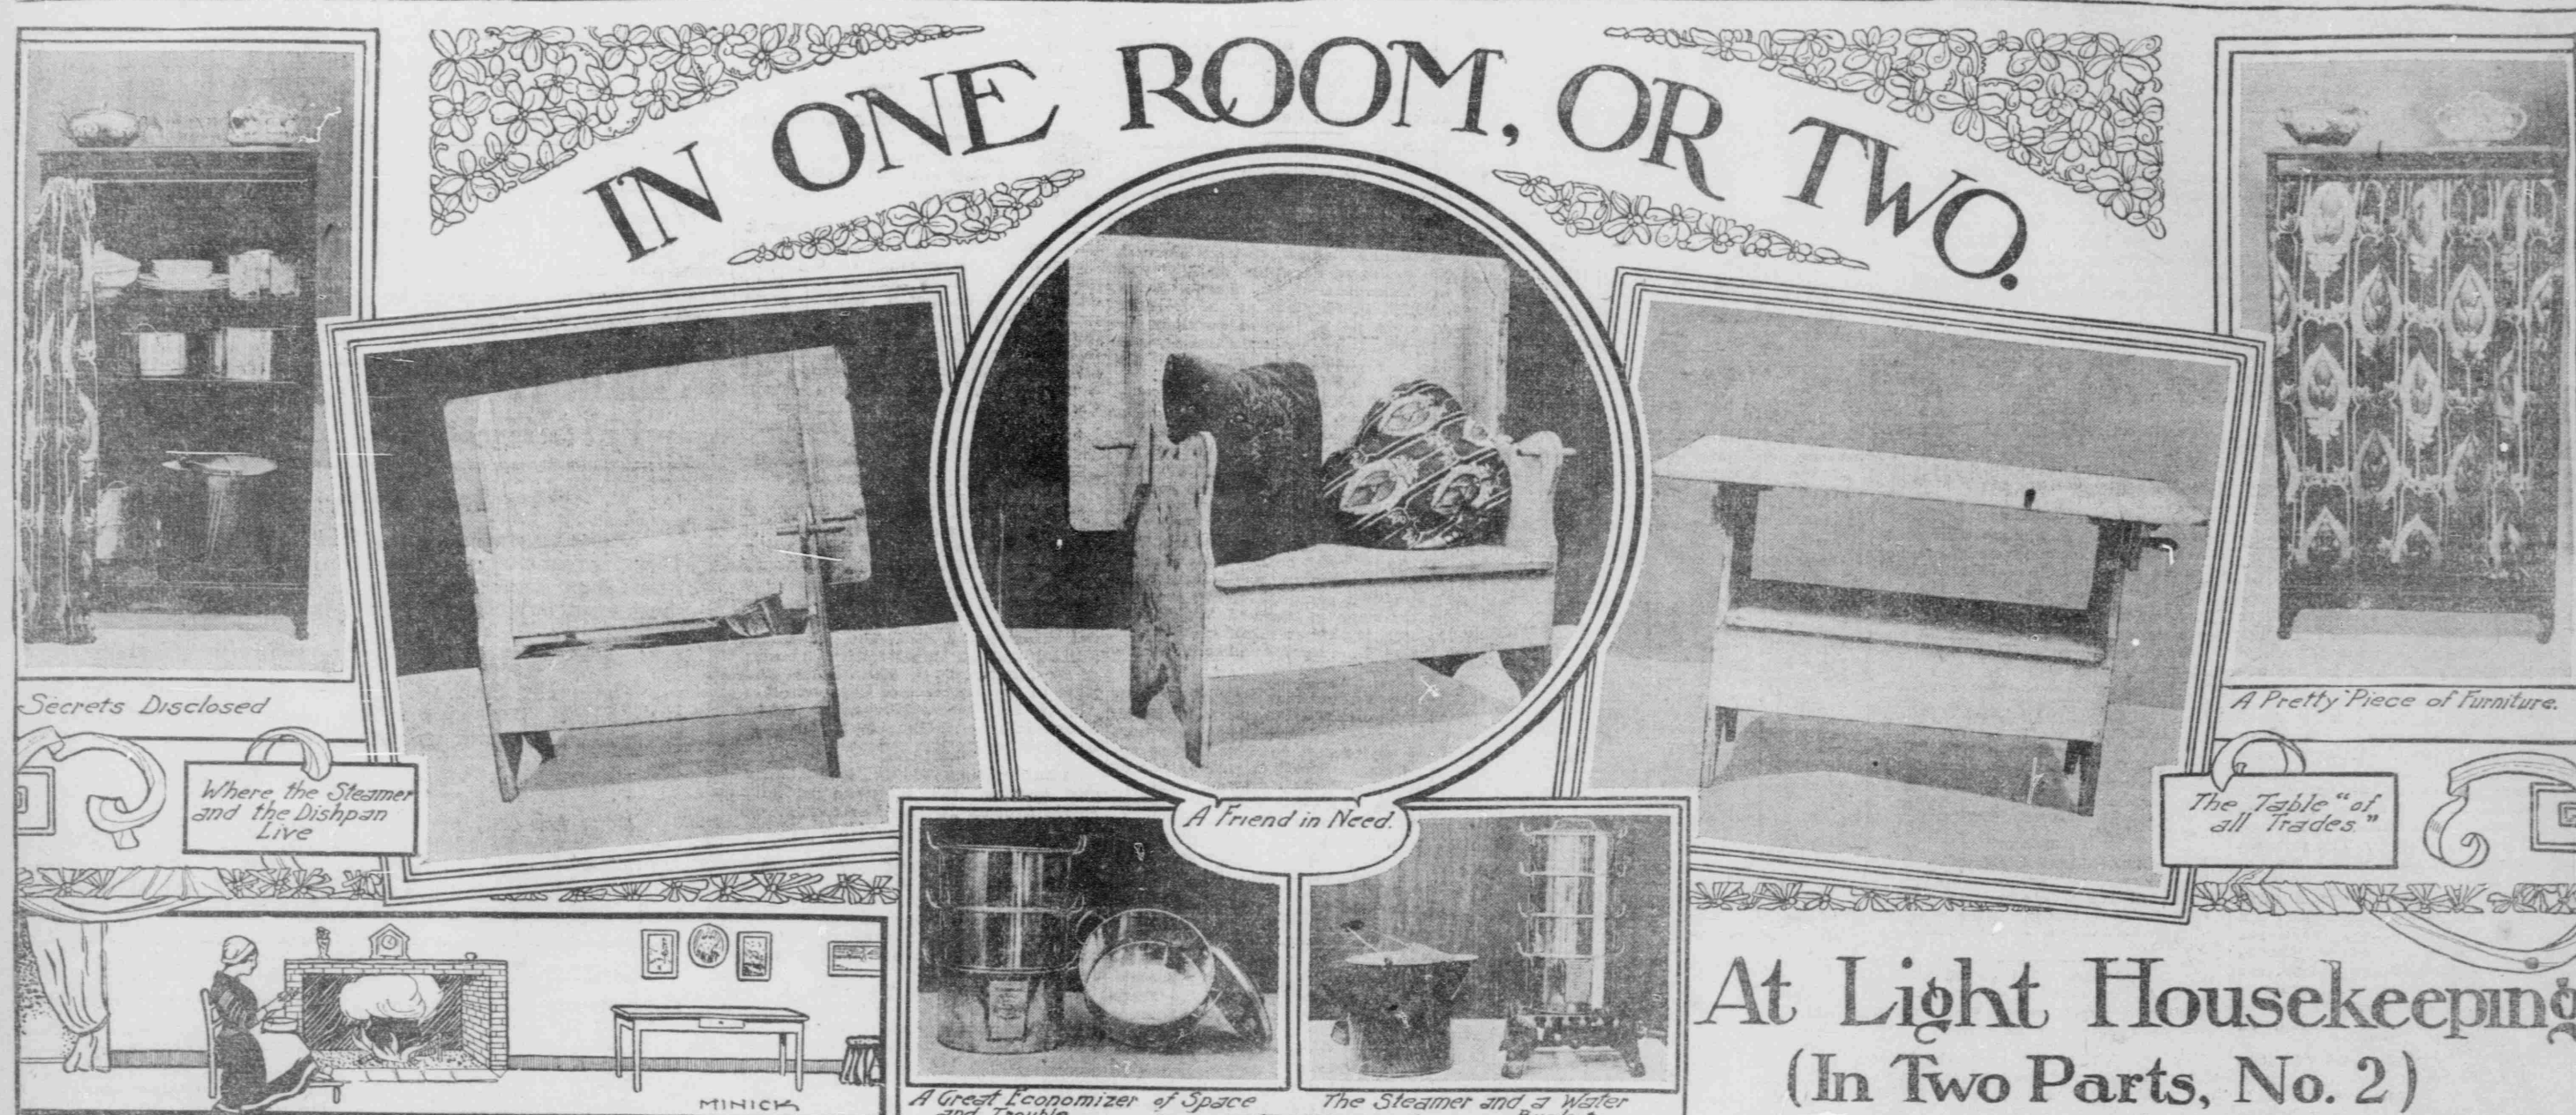 IN ONE ROOM, OR TWO.
Secrets Disclosed
A Pretty Piece of Furniture.
Where the Steamer
and the Dishpan
Live
A Friend in Need.
The Table "of
all Trades."
At Light Housekeeping
(In Two Parts, No. 2)
MINICK
A Great Economizer of Space
and Trouble
The Steamer and a Water